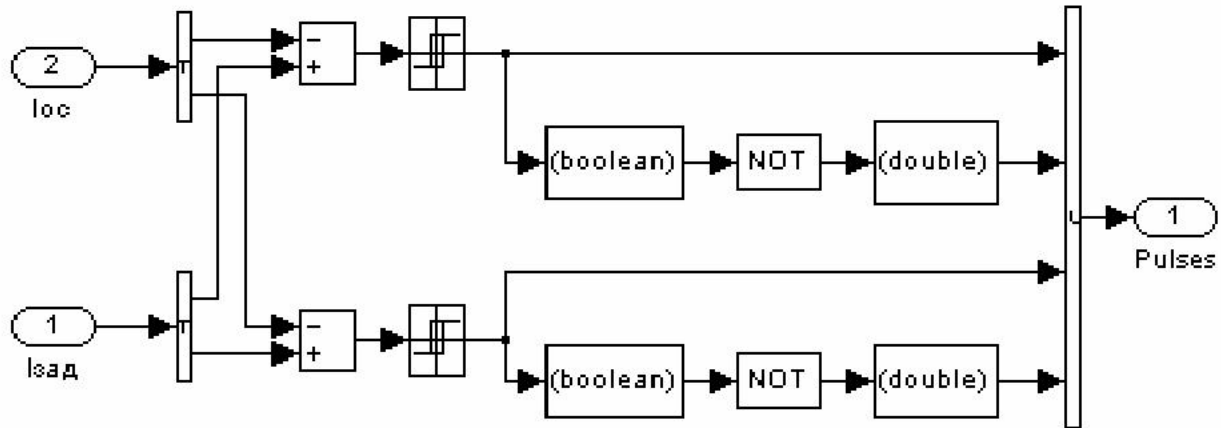 2
Ioc
(boolean)
NOT
(double)
1
Pulses
1
Iзад
(boolean)
NOT
(double)